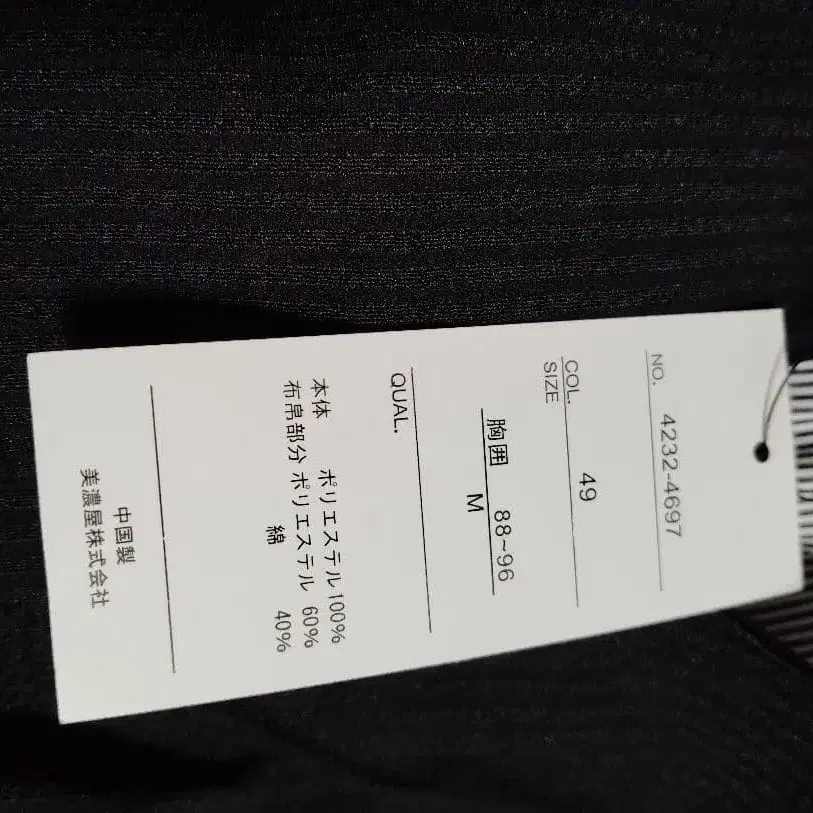 NO. 4232-4697
COL. 49
SIZE
胸囲 88~96
M
QUAL.
本体 ポリエステル100%
布帛部分 ポリエステル 60%
綿 40%
中国製
美濃屋株式会社